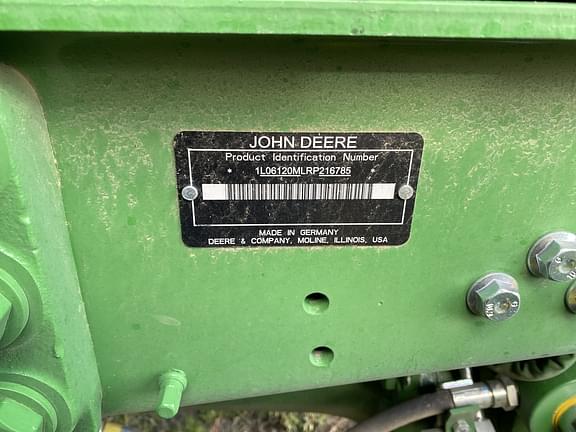 JOHN DEERE
Product Identification Number
1L06120MLRP216785
MADE IN GERMANY
DEERE & COMPANY, MOLINE, ILLINOIS, USA